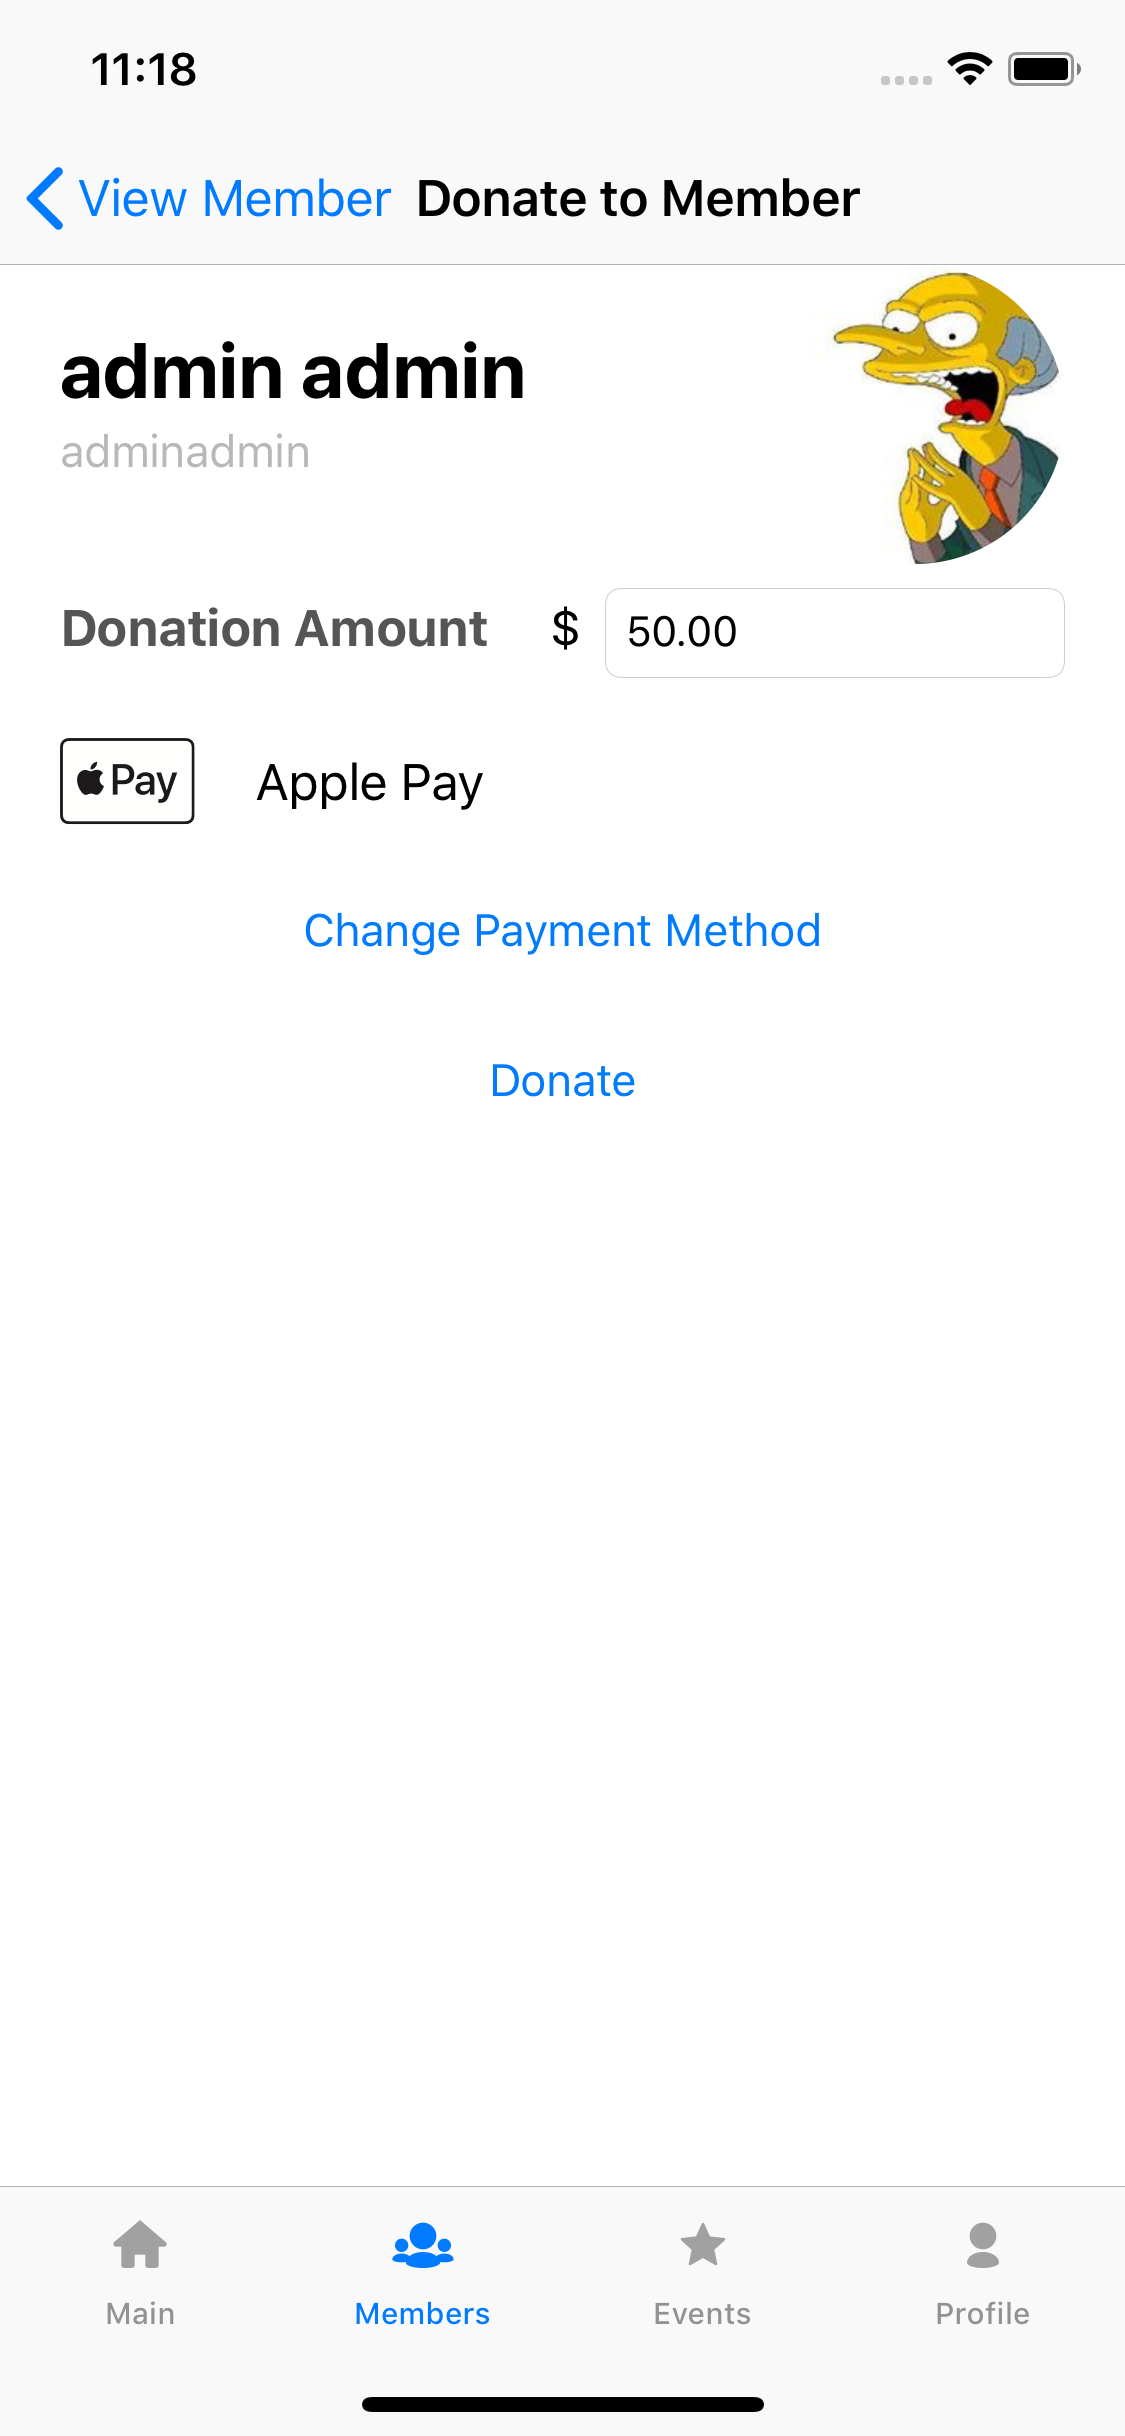 11:18
View Member Donate to Member
admin admin
adminadmin
Donation Amount $ 50.00
Pay Apple Pay
Change Payment Method
Donate
Main Members Events Profile